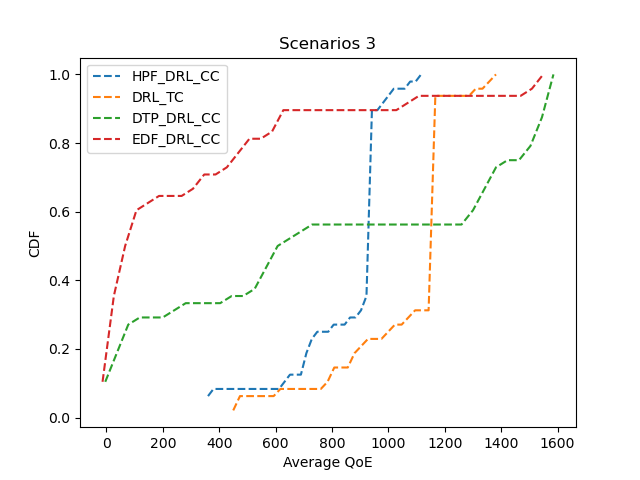 Scenarios 3
HPF_DRL_CC
DRL_TC
DTP_DRL_CC
EDF_DRL_CC
1.0
0.8
0.6
0.4
0.2
0.0
CDF
0 200 400 600 800 1000 1200 1400 1600
Average QoE